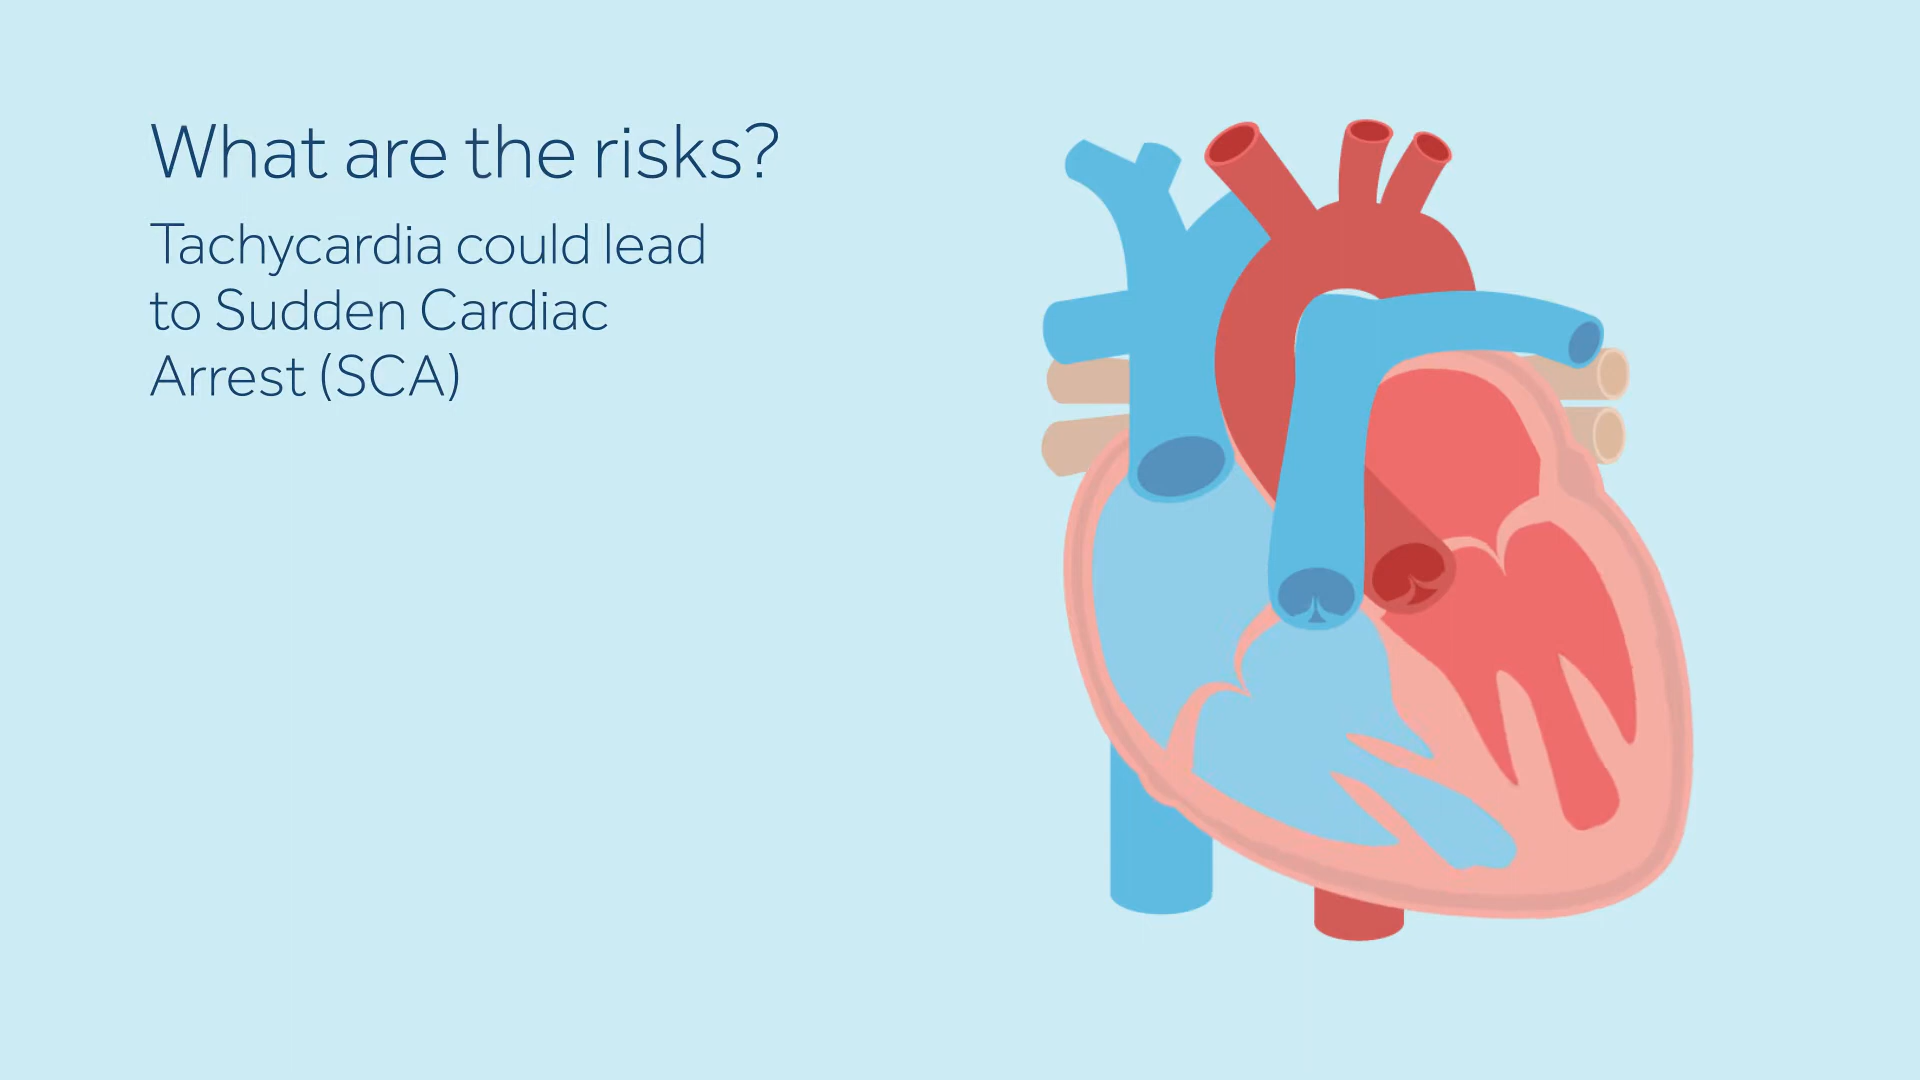 What are the risks?
Tachycardia could lead
to Sudden Cardiac
Arrest (SCA)